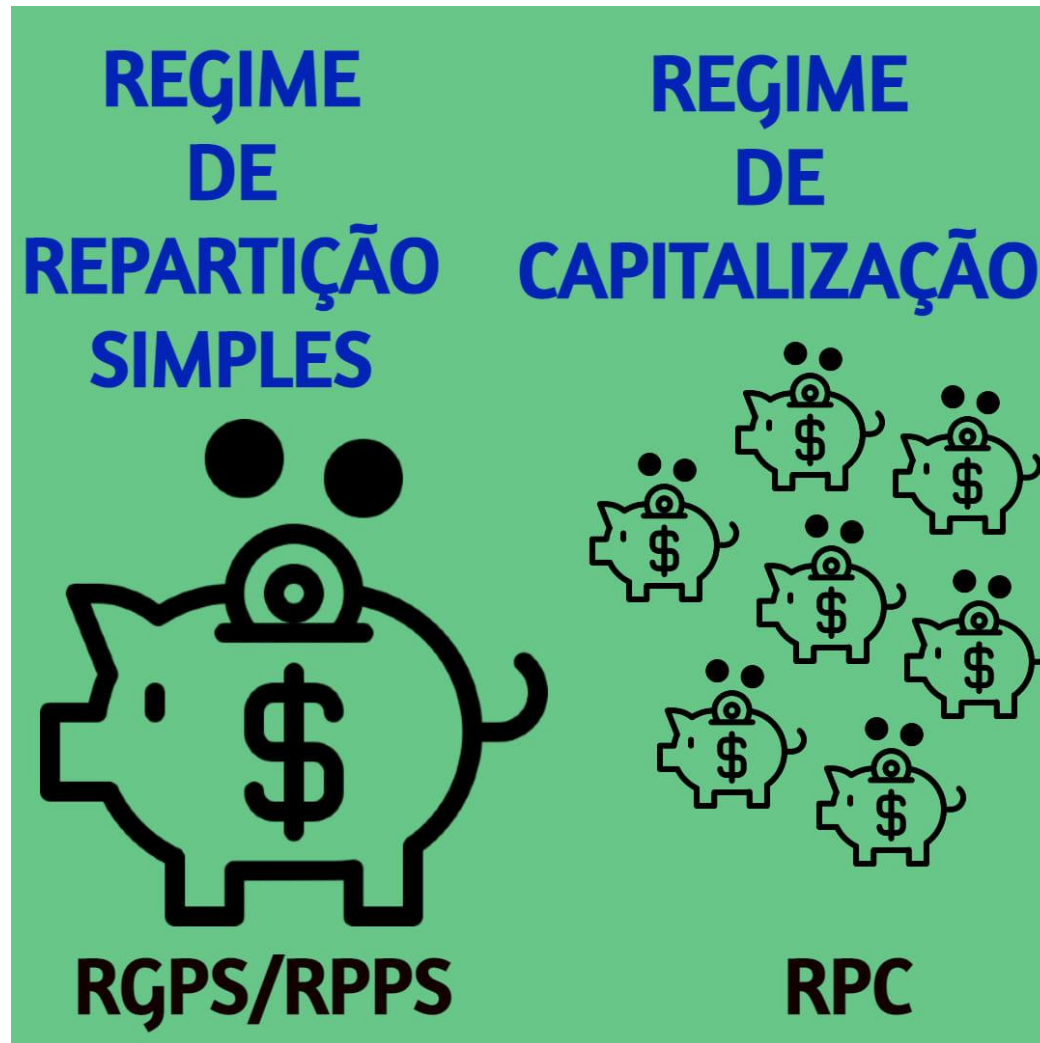 REGIME
DE
REPARTIÇÃO
SIMPLES
$
RGPS/RPPS
REGIME
DE
CAPITALIZAÇÃO
$
$
$
$
$
$
$
RPC